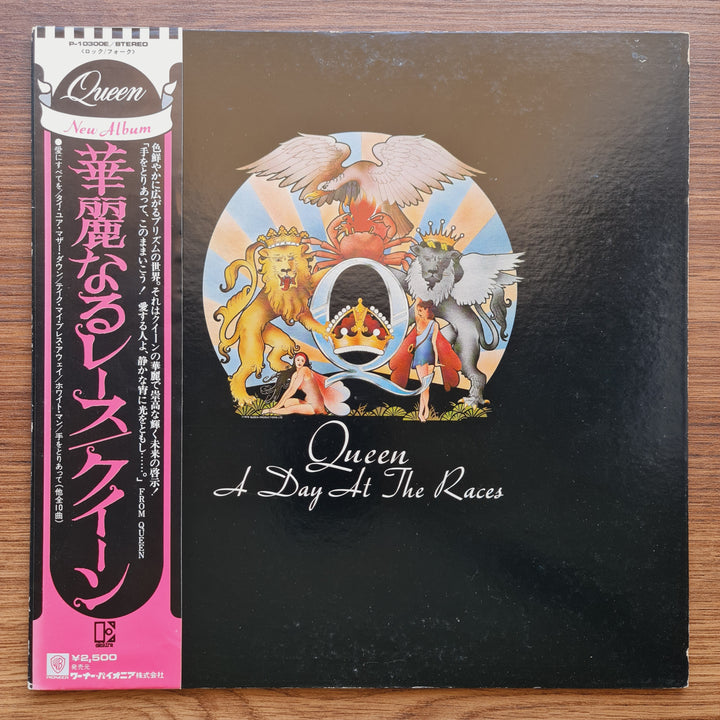 P-10300E/STEREO
〈ロック/フォーク〉
Queen
New Album
華麗なるレース/クイーン
色鮮やかに広がるプリズムの世界。それはクイーンの華麗で崇高な輝く未来の啓示!
「手をとりあって、このままいこう! 愛する人よ、静かな宵に光をともし……。」 FROM QUEEN
●愛にすべてを/タイ・ユア・マザー・ダウン/テイク・マイ・ブレス・アウェイ/ホワイト・マン/手をとりあって(他全10曲)
elektra
¥2,500
発売元
ワーナー・パイオニア株式会社
PIONEER
Queen
A Day At The Races